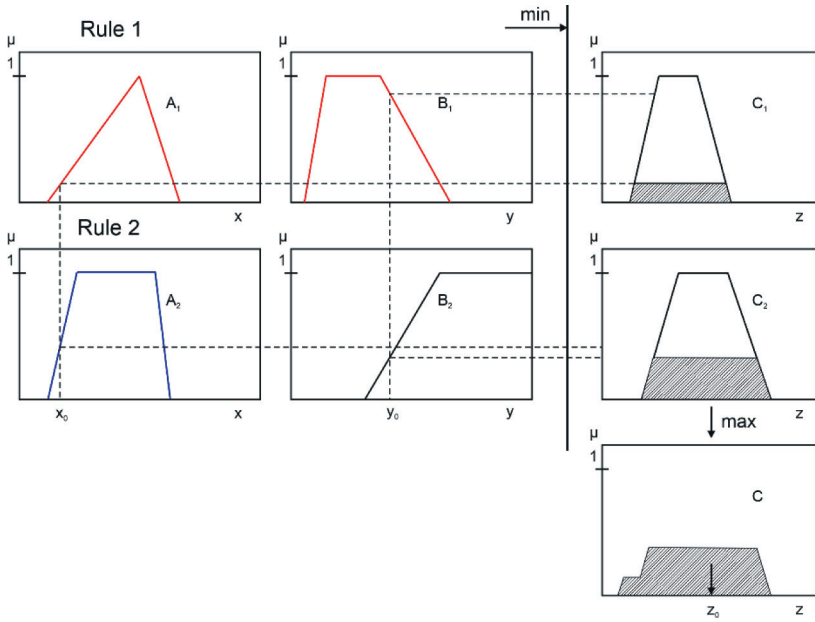 Rule 1
min
μ
1
A₁
x
μ
1
B₁
y
μ
1
C₁
z
Rule 2
μ
1
A₂
x₀
x
μ
1
B₂
y₀
y
μ
1
C₂
z
max
μ
1
C
z₀
z